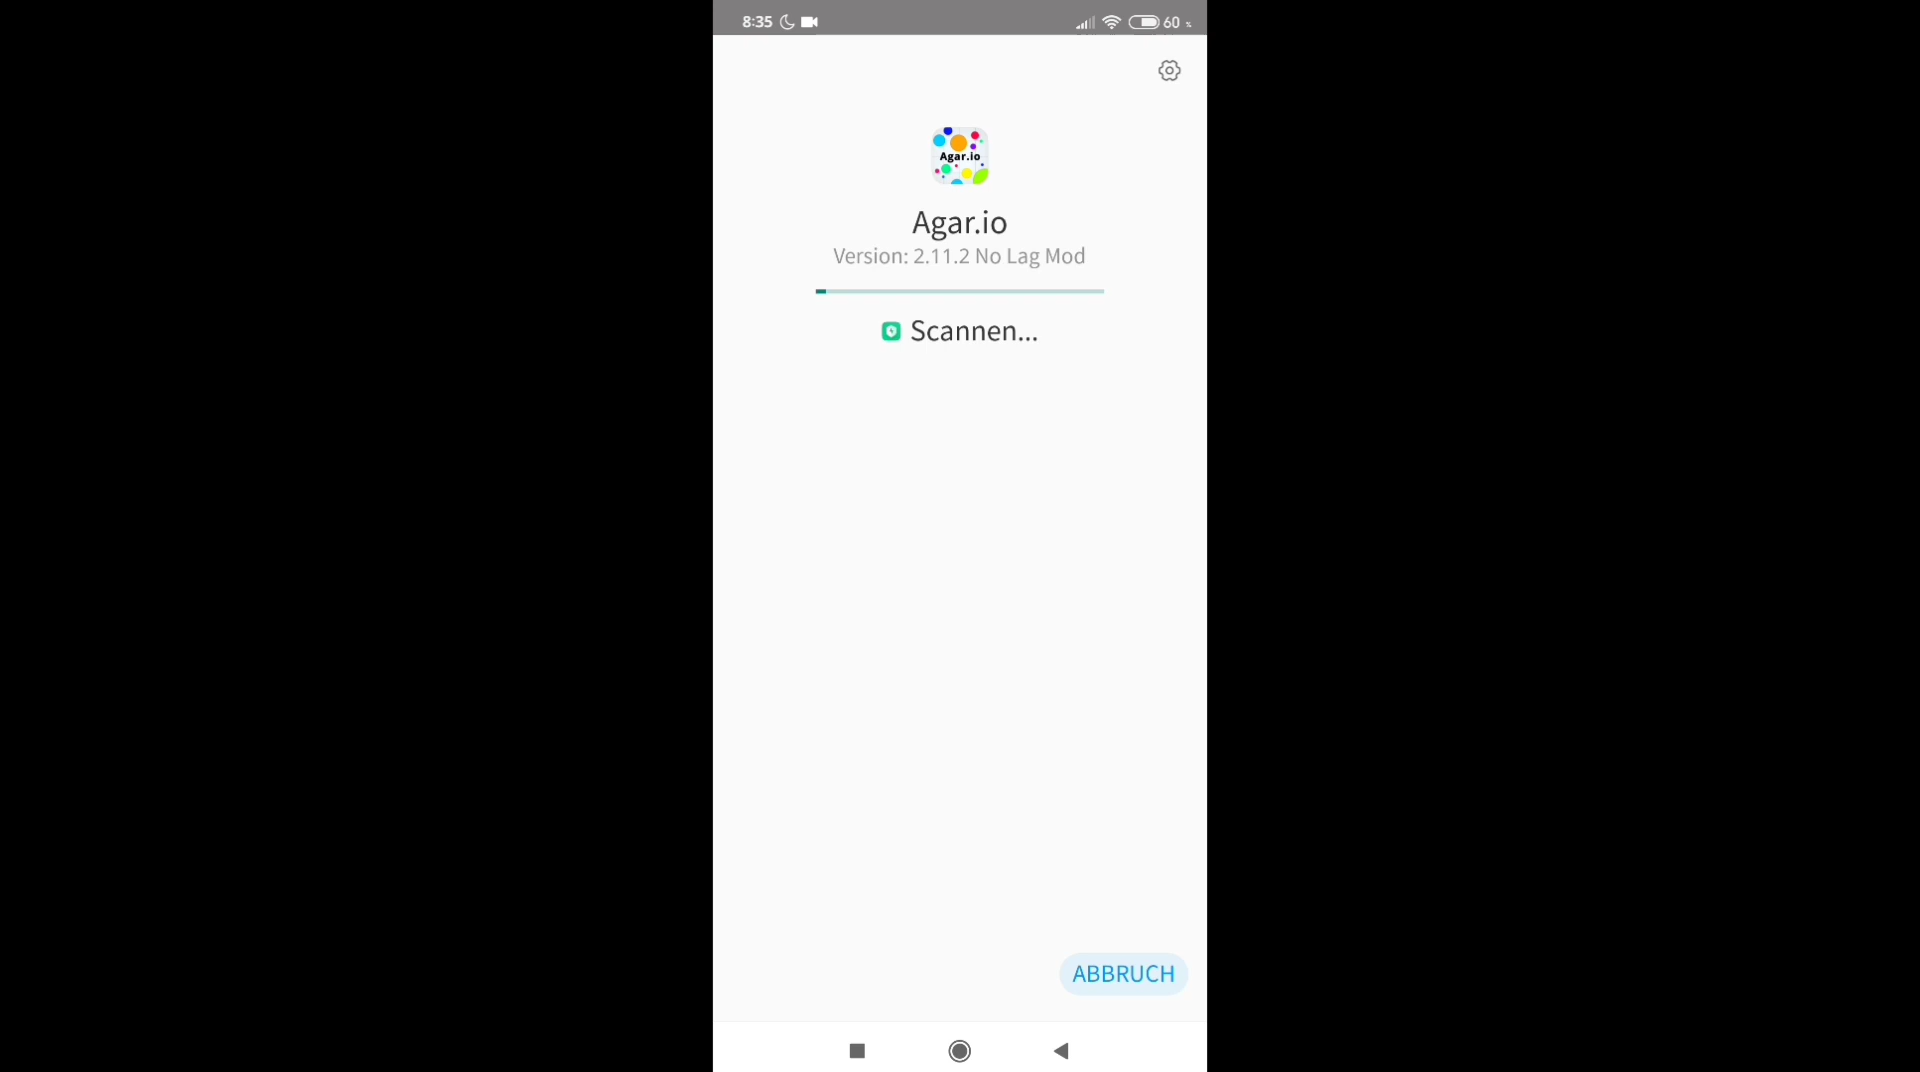 8:35 60 %
Agar.io
Agar.io
Version: 2.11.2 No Lag Mod
Scannen...
ABBRUCH